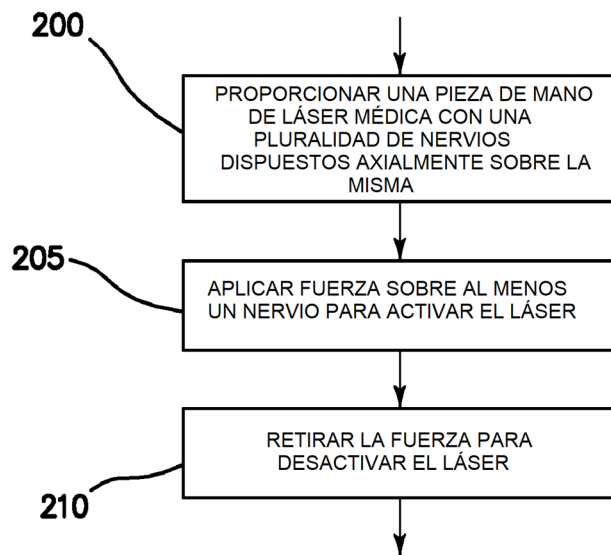 200
PROPORCIONAR UNA PIEZA DE MANO
DE LÁSER MÉDICA CON UNA
PLURALIDAD DE NERVIOS
DISPUESTOS AXIALMENTE SOBRE LA
MISMA
205
APLICAR FUERZA SOBRE AL MENOS
UN NERVIO PARA ACTIVAR EL LÁSER
RETIRAR LA FUERZA PARA
DESACTIVAR EL LÁSER
210